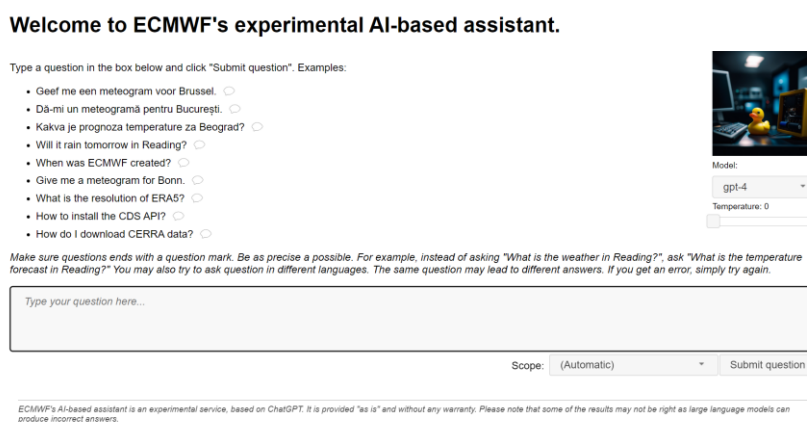 Welcome to ECMWF's experimental AI-based assistant.
Type a question in the box below and click "Submit question". Examples:
• Geef me een meteogram voor Brussel.
• Dă-mi un meteogramă pentru București.
• Kakva je prognoza temperature za Beograd?
• Will it rain tomorrow in Reading?
• When was ECMWF created?
• Give me a meteogram for Bonn.
• What is the resolution of ERA5?
• How to install the CDS API?
• How do I download CERRA data?
Model:
gpt-4
Temperature: 0
Make sure questions ends with a question mark. Be as precise a possible. For example, instead of asking "What is the weather in Reading?", ask "What is the temperature
forecast in Reading?" You may also try to ask question in different languages. The same question may lead to different answers. If you get an error, simply try again.
Type your question here...
Scope: (Automatic) Submit question
ECMWF's AI-based assistant is an experimental service, based on ChatGPT. It is provided "as is" and without any warranty. Please note that some of the results may not be right as large language models can
produce incorrect answers.